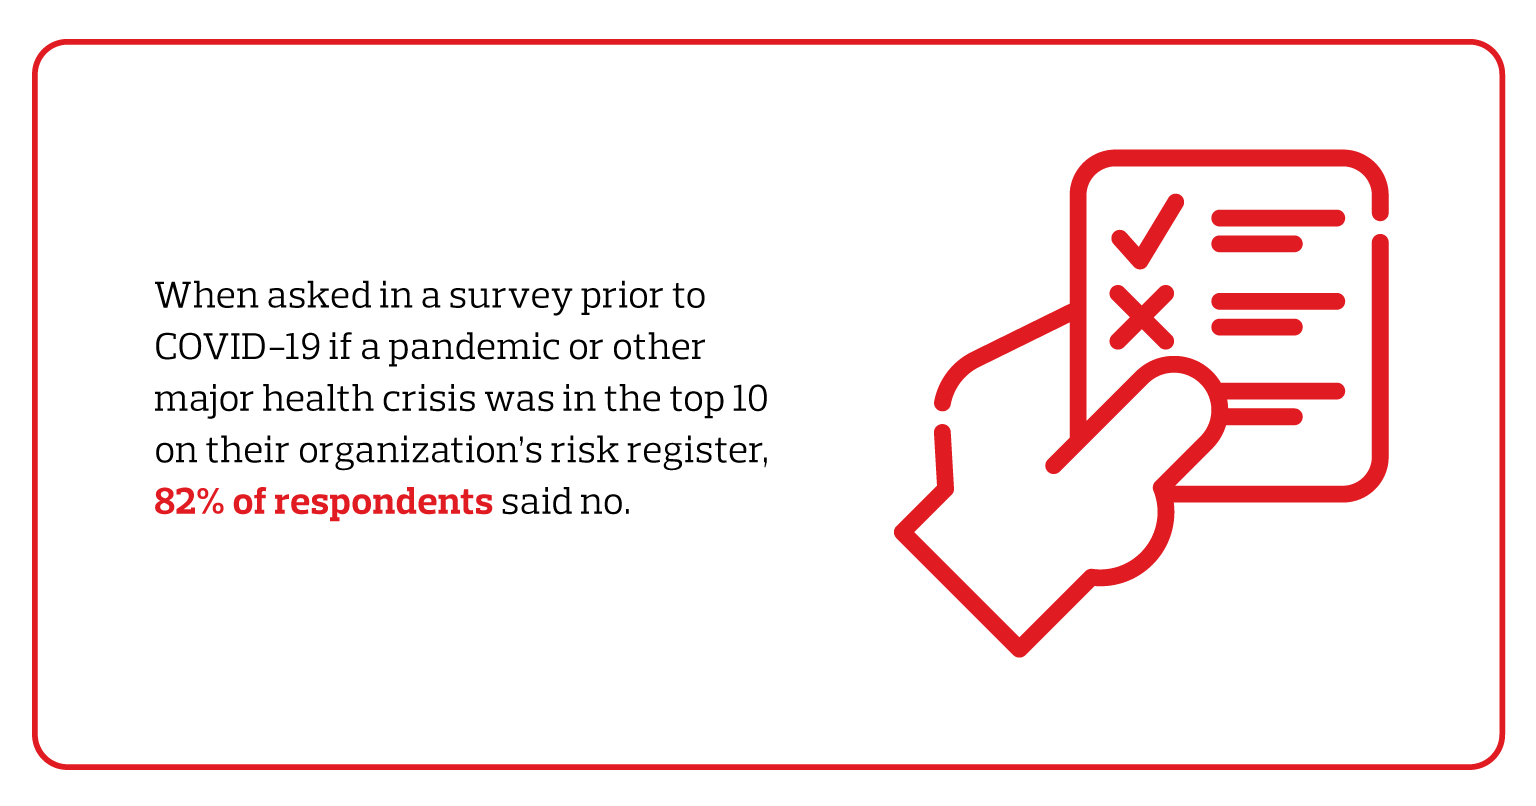 When asked in a survey prior to
COVID–19 if a pandemic or other
major health crisis was in the top 10
on their organization’s risk register,
82% of respondents said no.